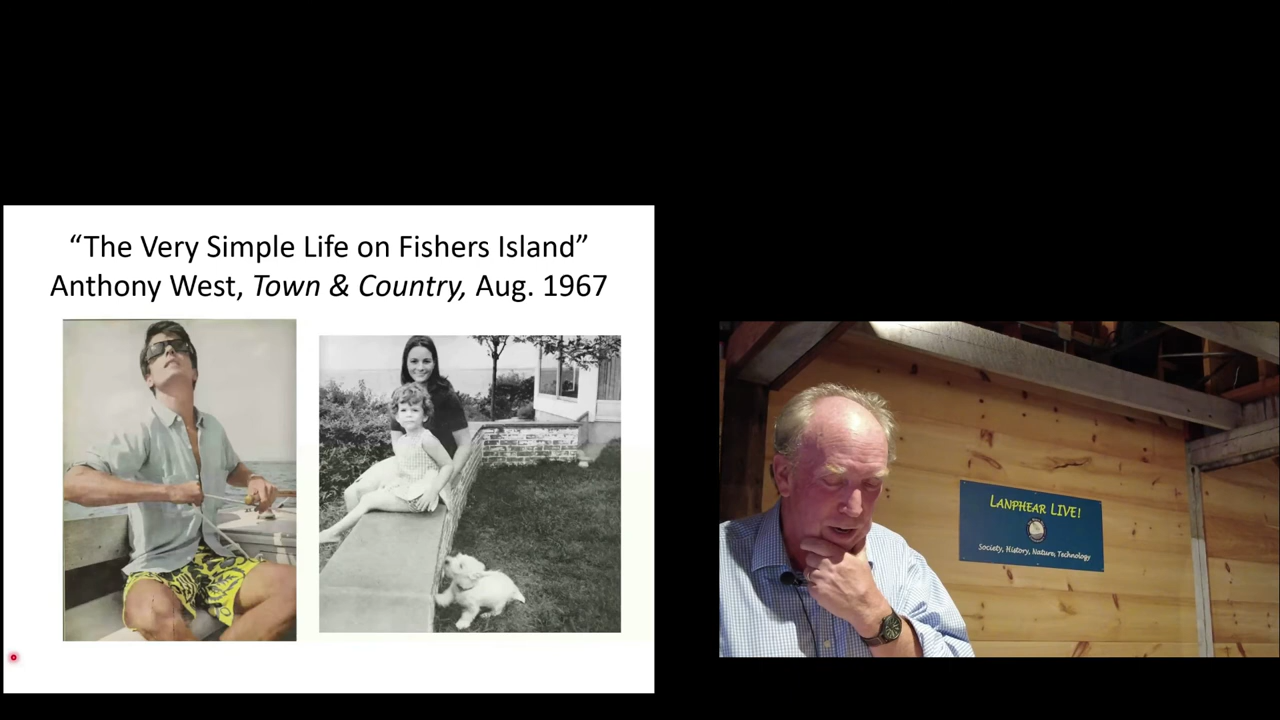 “The Very Simple Life on Fishers Island”
Anthony West, Town & Country, Aug. 1967
LANPHEAR LIVE!
Society, History, Nature, Technology